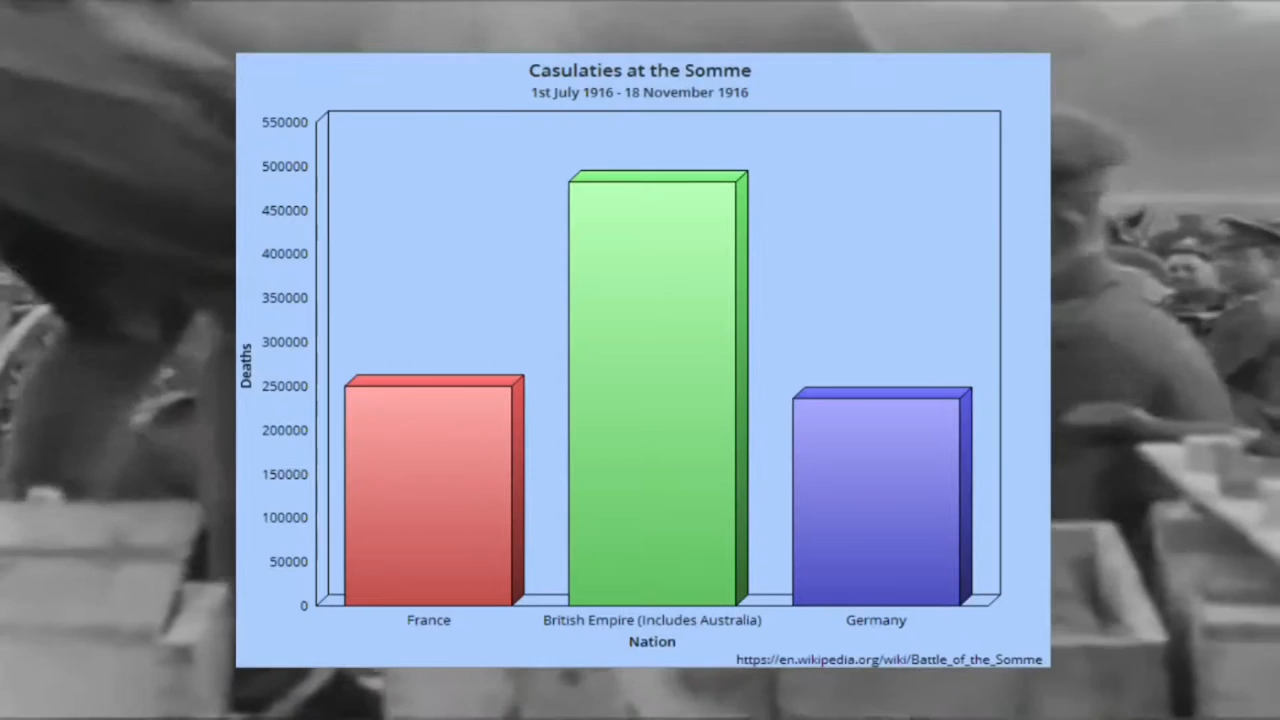 Casulaties at the Somme
1st July 1916 - 18 November 1916
550000
500000
450000
400000
350000
300000
250000
200000
150000
100000
50000
0
Deaths
France
British Empire (Includes Australia)
Germany
Nation
https://en.wikipedia.org/wiki/Battle_of_the_Somme